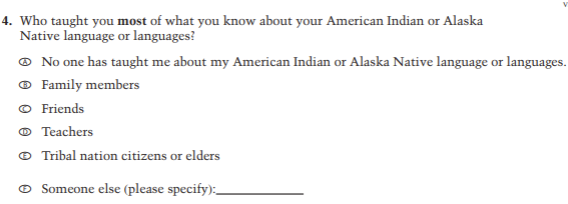 v
4. Who taught you most of what you know about your American Indian or Alaska
Native language or languages?
Ⓐ No one has taught me about my American Indian or Alaska Native language or languages.
Ⓑ Family members
Ⓒ Friends
Ⓓ Teachers
Ⓔ Tribal nation citizens or elders
Ⓕ Someone else (please specify):____________